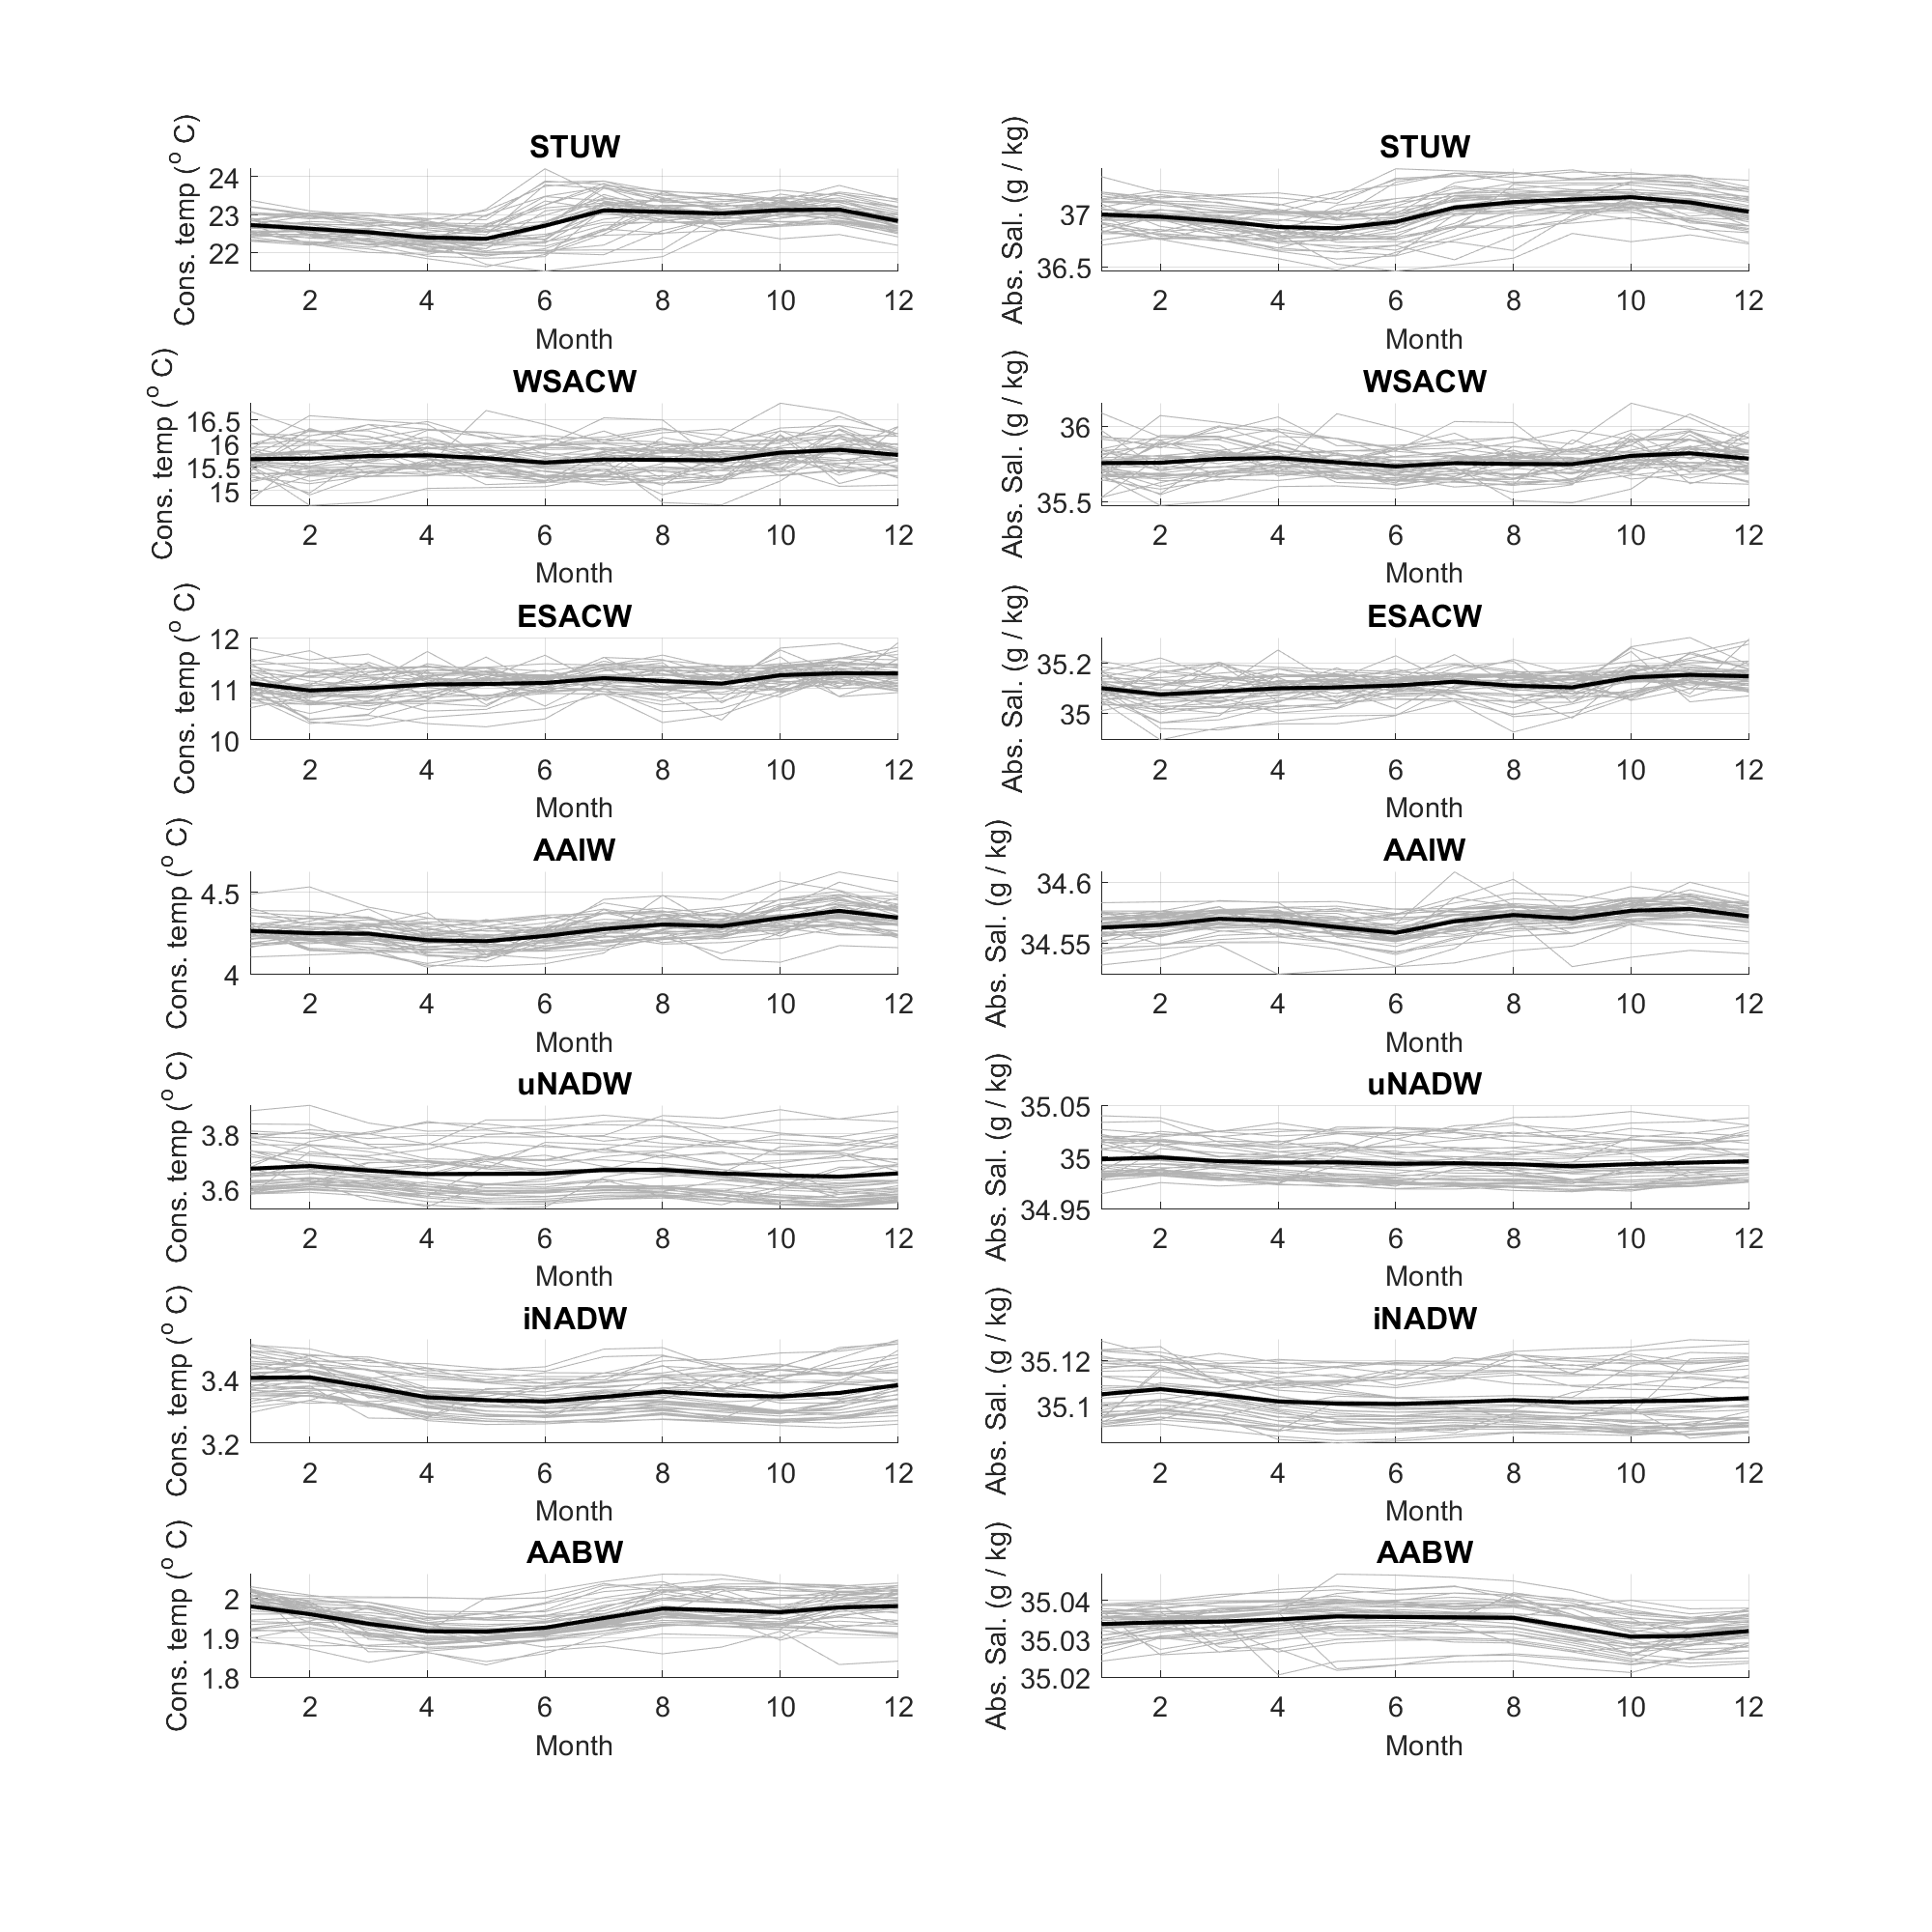 STUW
Cons. temp (° C)
24
23
22
2 4 6 8 10 12
Month
STUW
Abs. Sal. (g / kg)
37
36.5
2 4 6 8 10 12
Month
WSACW
Cons. temp (° C)
16.5
16
15.5
15
2 4 6 8 10 12
Month
WSACW
Abs. Sal. (g / kg)
36
35.5
2 4 6 8 10 12
Month
ESACW
Cons. temp (° C)
12
11
10
2 4 6 8 10 12
Month
ESACW
Abs. Sal. (g / kg)
35.2
35
2 4 6 8 10 12
Month
AAIW
Cons. temp (° C)
4.5
4
2 4 6 8 10 12
Month
AAIW
Abs. Sal. (g / kg)
34.6
34.55
2 4 6 8 10 12
Month
uNADW
Cons. temp (° C)
3.8
3.6
2 4 6 8 10 12
Month
uNADW
Abs. Sal. (g / kg)
35.05
35
34.95
2 4 6 8 10 12
Month
iNADW
Cons. temp (° C)
3.4
3.2
2 4 6 8 10 12
Month
iNADW
Abs. Sal. (g / kg)
35.12
35.1
2 4 6 8 10 12
Month
AABW
Cons. temp (° C)
2
1.9
1.8
2 4 6 8 10 12
Month
AABW
Abs. Sal. (g / kg)
35.04
35.03
35.02
2 4 6 8 10 12
Month